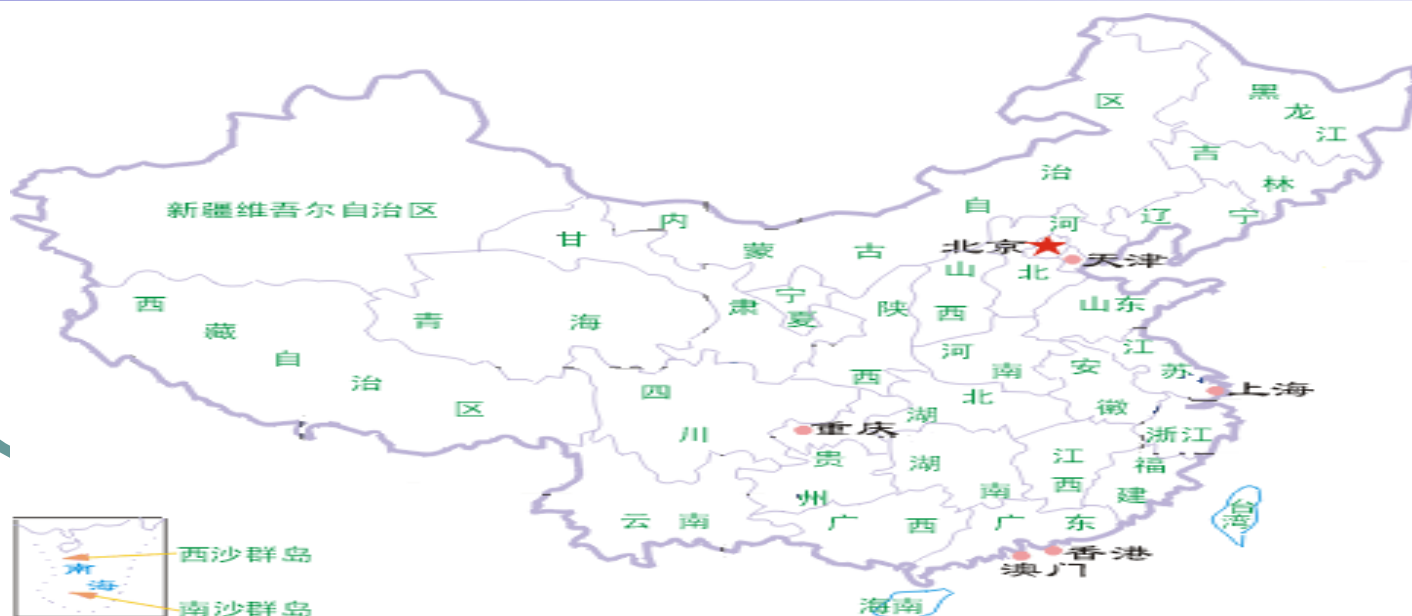 黑龙江
吉林
辽宁
内蒙古自治区
新疆维吾尔自治区
甘肃
北京
天津
河北
山西
山东
宁夏
陕西
青海
西藏自治区
河南
江苏
安徽
上海
四川
湖北
重庆
浙江
贵州
湖南
江西
福建
云南
广西
广东
台湾
香港
澳门
海南
西沙群岛
南海
南沙群岛